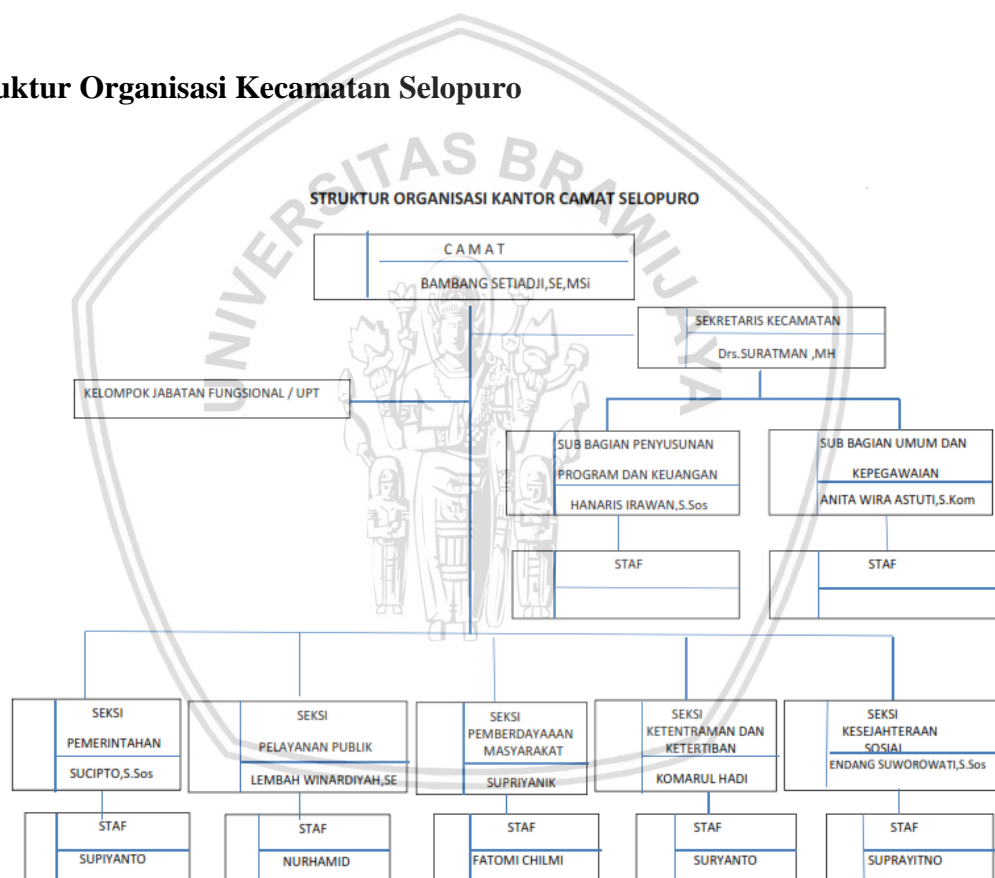 uktur Organisasi Kecamatan Selopuro
UNIVERSITAS BRAWIJAYA
STRUKTUR ORGANISASI KANTOR CAMAT SELOPURO
C A M A T
BAMBANG SETIADJI,SE,MSi
SEKRETARIS KECAMATAN
Drs.SURATMAN ,MH
KELOMPOK JABATAN FUNGSIONAL / UPT
SUB BAGIAN PENYUSUNAN
PROGRAM DAN KEUANGAN
HANARIS IRAWAN,S.Sos
SUB BAGIAN UMUM DAN
KEPEGAWAIAN
ANITA WIRA ASTUTI,S.Kom
STAF
STAF
SEKSI
PEMERINTAHAN
SUCIPTO,S.Sos
SEKSI
PELAYANAN PUBLIK
LEMBAH WINARDIYAH,SE
SEKSI
PEMBERDAYAAAN
MASYARAKAT
SUPRIYANIK
SEKSI
KETENTRAMAN DAN
KETERTIBAN
KOMARUL HADI
SEKSI
KESEJAHTERAAN
SOSIAL
ENDANG SUWOROWATI,S.Sos
STAF
SUPIYANTO
STAF
NURHAMID
STAF
FATOMI CHILMI
STAF
SURYANTO
STAF
SUPRAYITNO